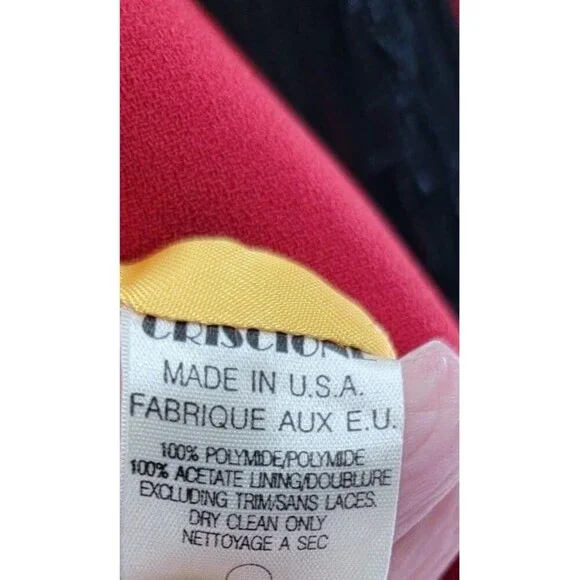 CRISCIONE
MADE IN U.S.A.
FABRIQUE AUX E.U.
100% POLYMIDE/POLYMIDE
100% ACETATE LINING/DOUBLURE
EXCLUDING TRIM/SANS LACES.
DRY CLEAN ONLY
NETTOYAGE A SEC